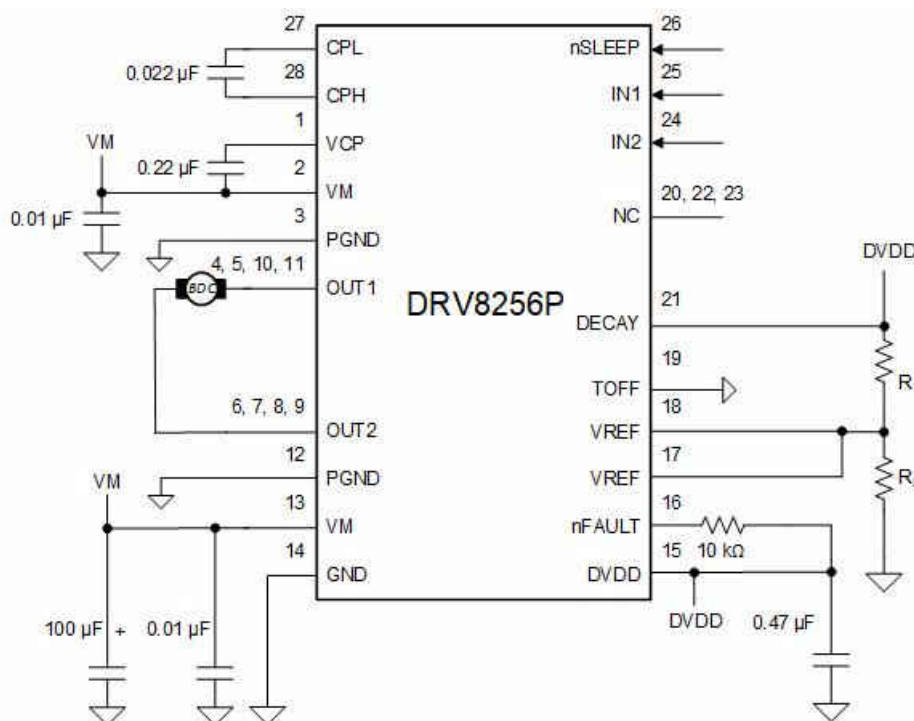 27
CPL
0.022 µF
28
CPH
1
VCP
VM
0.22 µF
2
VM
0.01 µF
3
PGND
4, 5, 10, 11
BDC
OUT1
6, 7, 8, 9
OUT2
12
PGND
VM
13
VM
14
GND
100 µF +
0.01 µF
DRV8256P
26
nSLEEP
25
IN1
24
IN2
20, 22, 23
NC
DVDD
21
DECAY
R
19
TOFF
18
VREF
17
VREF
R
16
nFAULT
10 kΩ
15
DVDD
DVDD
0.47 µF